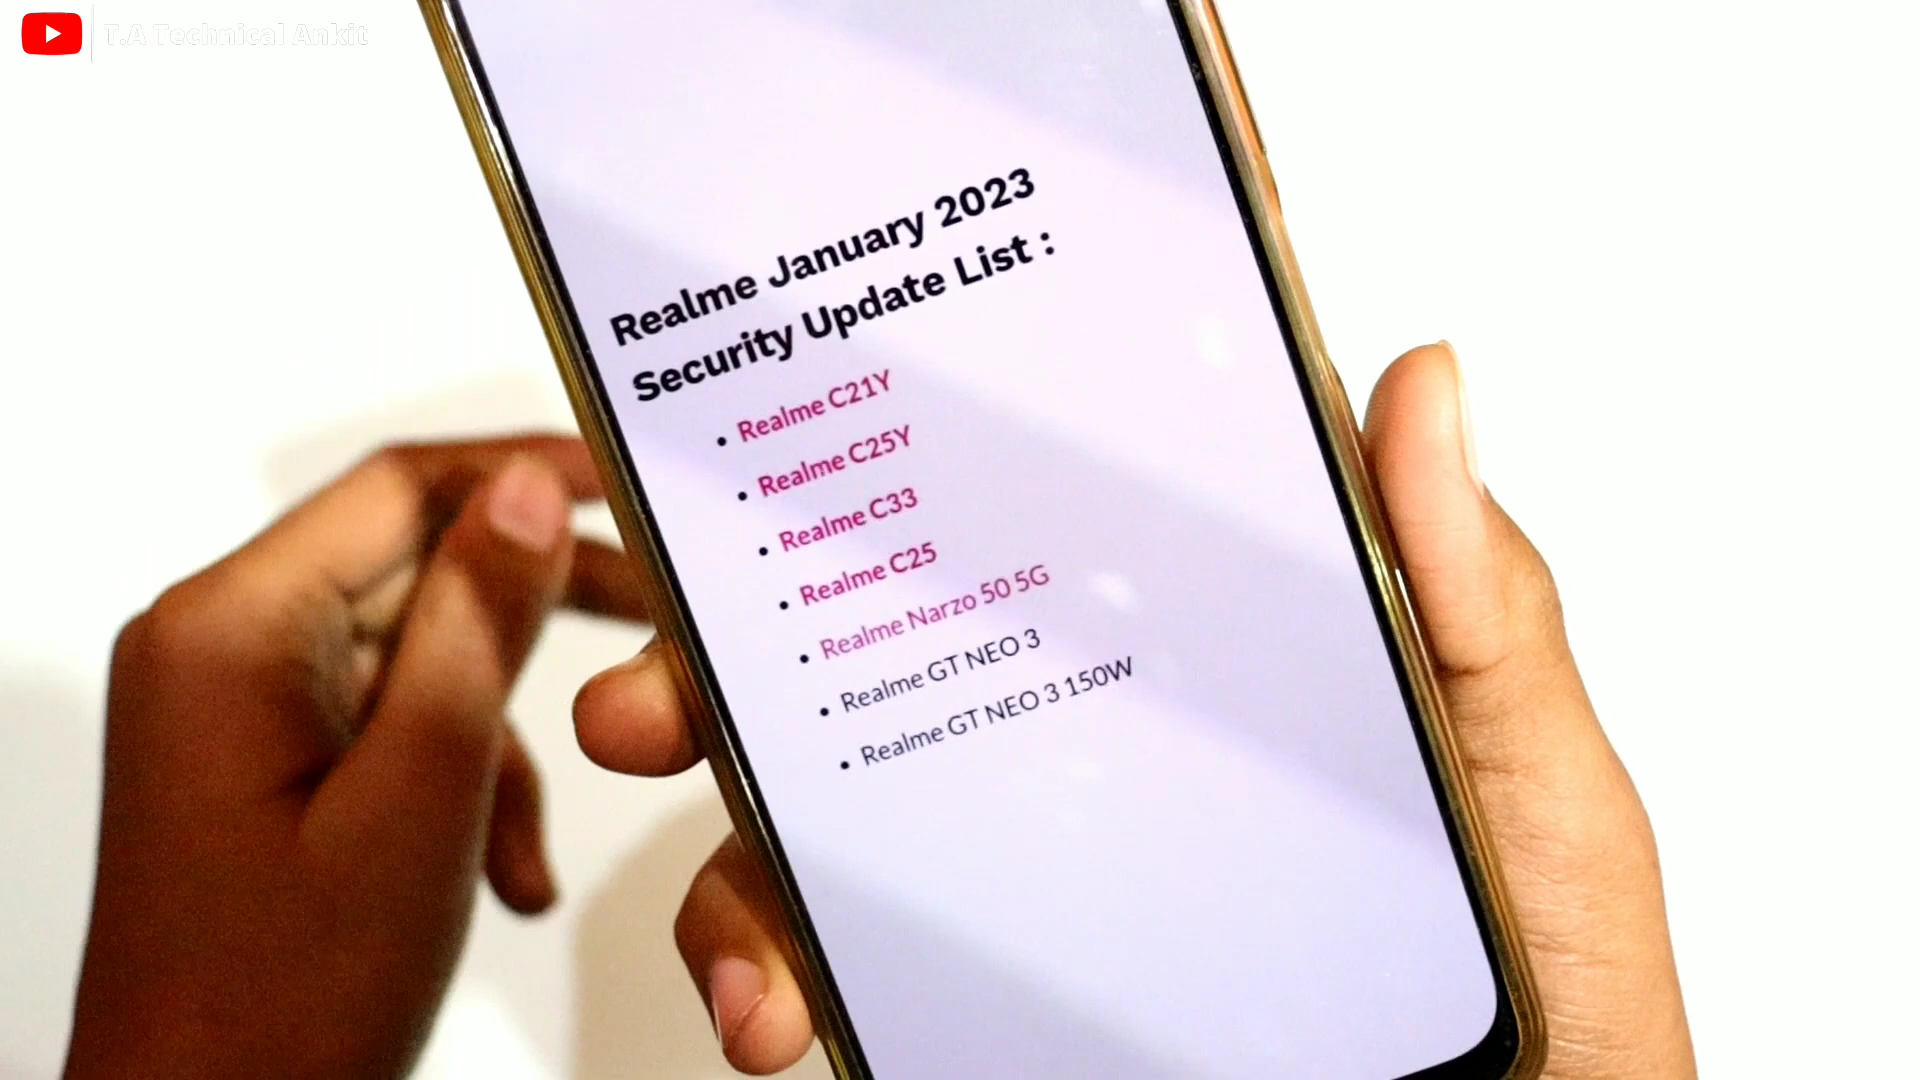 T.A Technical Ankit
Realme January 2023
Security Update List :
• Realme C21Y
• Realme C25Y
• Realme C33
• Realme C25
• Realme Narzo 50 5G
• Realme GT NEO 3
• Realme GT NEO 3 150W